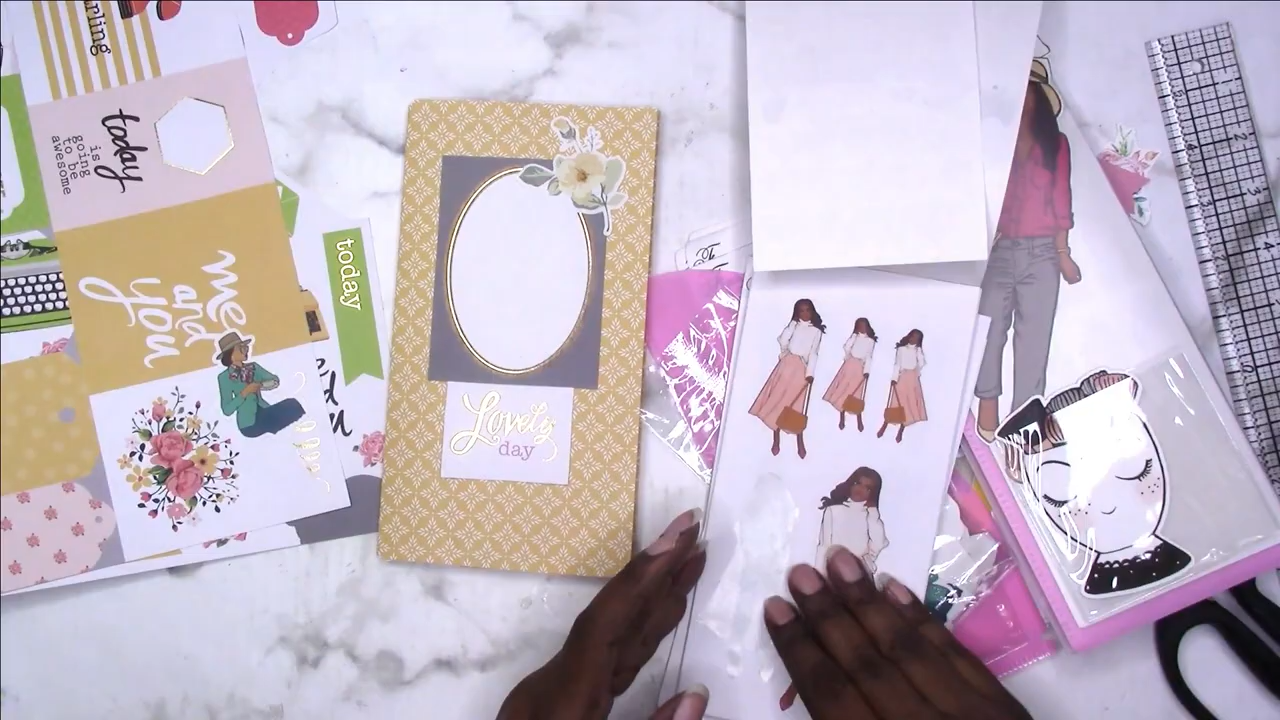 today
is
going
to be
awesome
me
and
you
today
Lovely
day